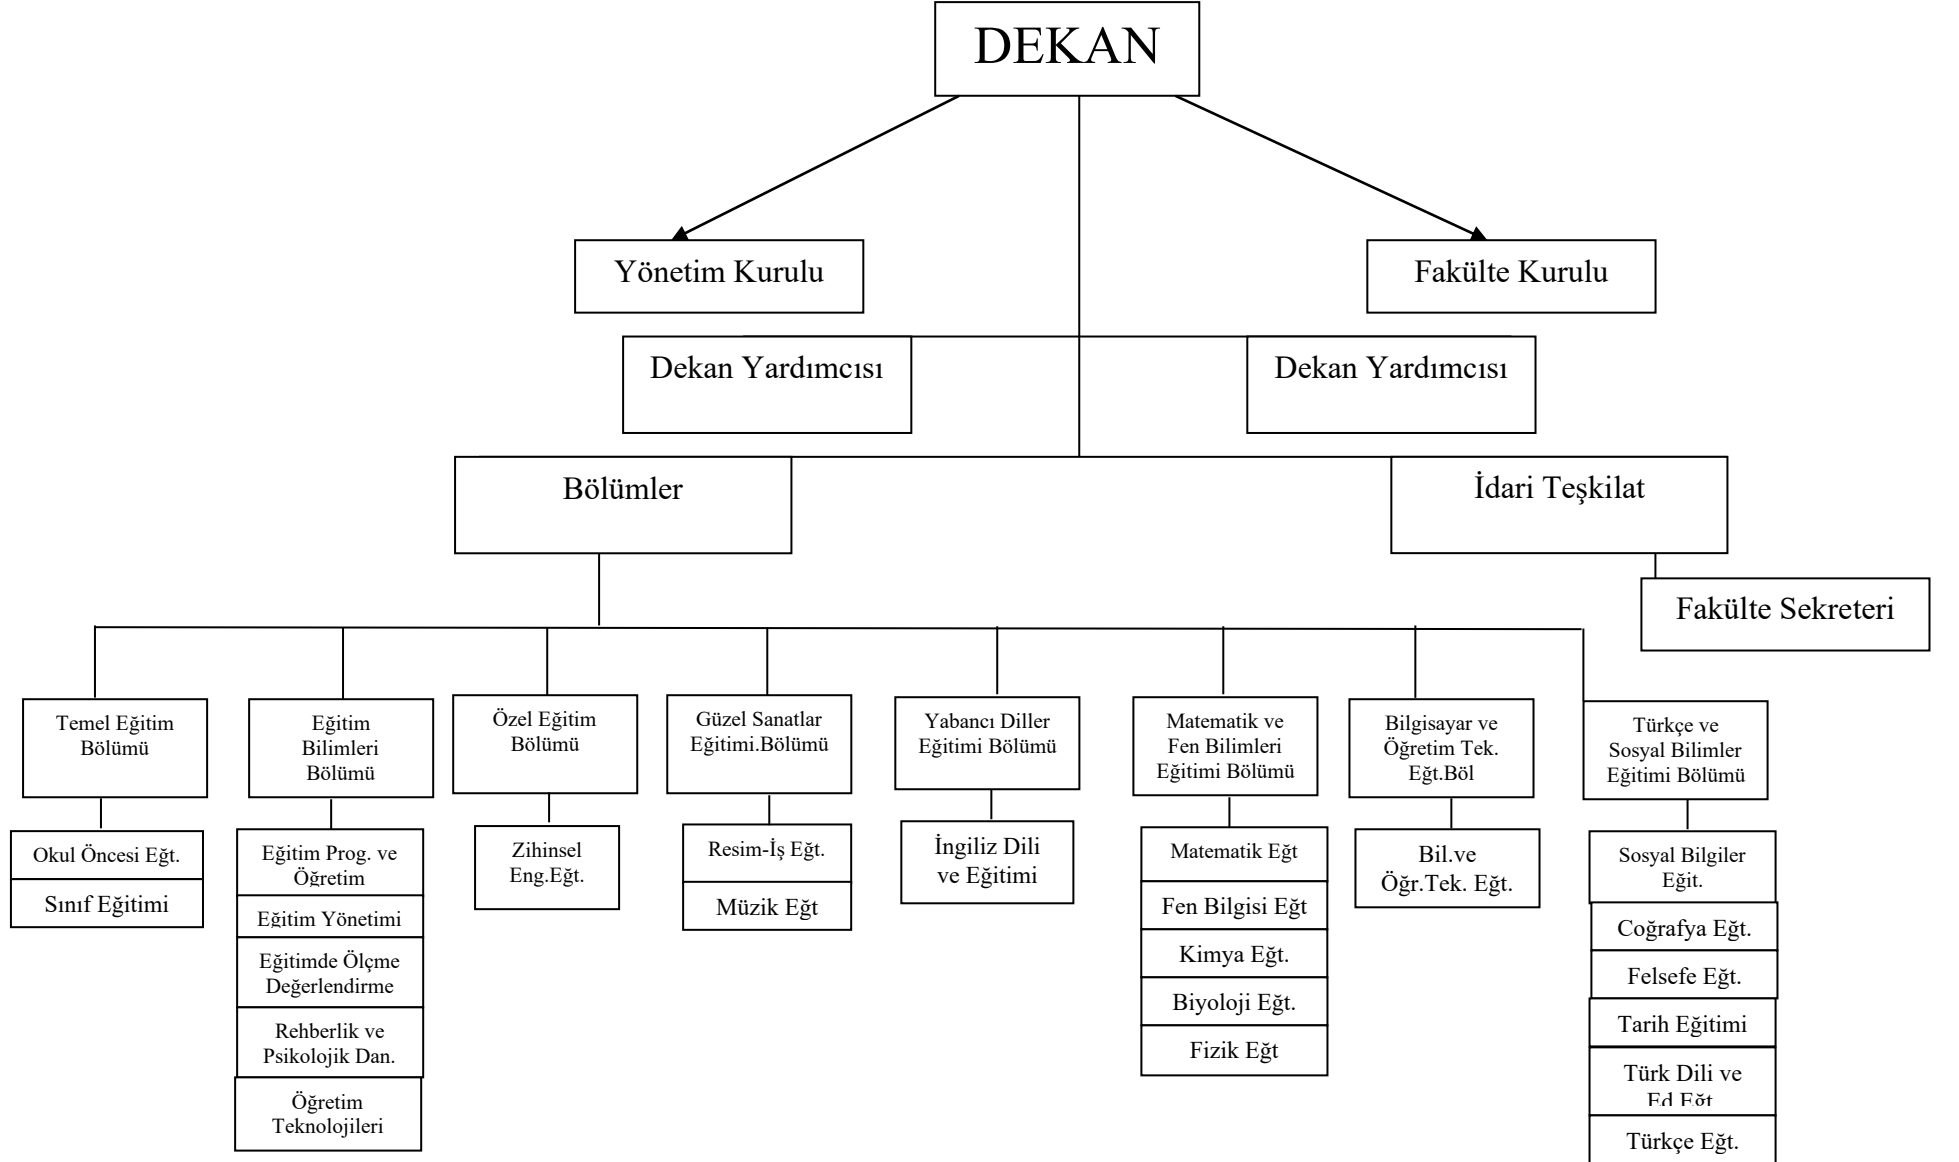 DEKAN
Yönetim Kurulu
Fakülte Kurulu
Dekan Yardımcısı
Dekan Yardımcısı
Bölümler
İdari Teşkilat
Fakülte Sekreteri
Temel Eğitim
Bölümü
Eğitim
Bilimleri
Bölümü
Özel Eğitim
Bölümü
Güzel Sanatlar
Eğitimi.Bölümü
Yabancı Diller
Eğitimi Bölümü
Matematik ve
Fen Bilimleri
Eğitimi Bölümü
Bilgisayar ve
Öğretim Tek.
Eğt.Böl
Türkçe ve
Sosyal Bilimler
Eğitimi Bölümü
Okul Öncesi Eğt.
Sınıf Eğitimi
Eğitim Prog. ve
Öğretim
Eğitim Yönetimi
Eğitimde Ölçme
Değerlendirme
Rehberlik ve
Psikolojik Dan.
Öğretim
Teknolojileri
Zihinsel
Eng.Eğt.
Resim-İş Eğt.
Müzik Eğt
İngiliz Dili
ve Eğitimi
Matematik Eğt
Fen Bilgisi Eğt
Kimya Eğt.
Biyoloji Eğt.
Fizik Eğt
Bil.ve
Öğr.Tek. Eğt.
Sosyal Bilgiler
Eğit.
Coğrafya Eğt.
Felsefe Eğt.
Tarih Eğitimi
Türk Dili ve
Ed Eğt
Türkçe Eğt.